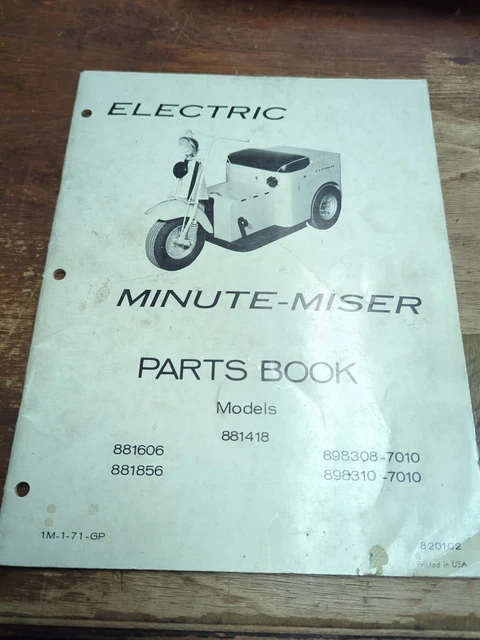 ELECTRIC
MINUTE-MISER
PARTS BOOK
Models
881418
881606 898308-7010
881856 898310-7010
1M-1-71-GP 820102
Printed in USA